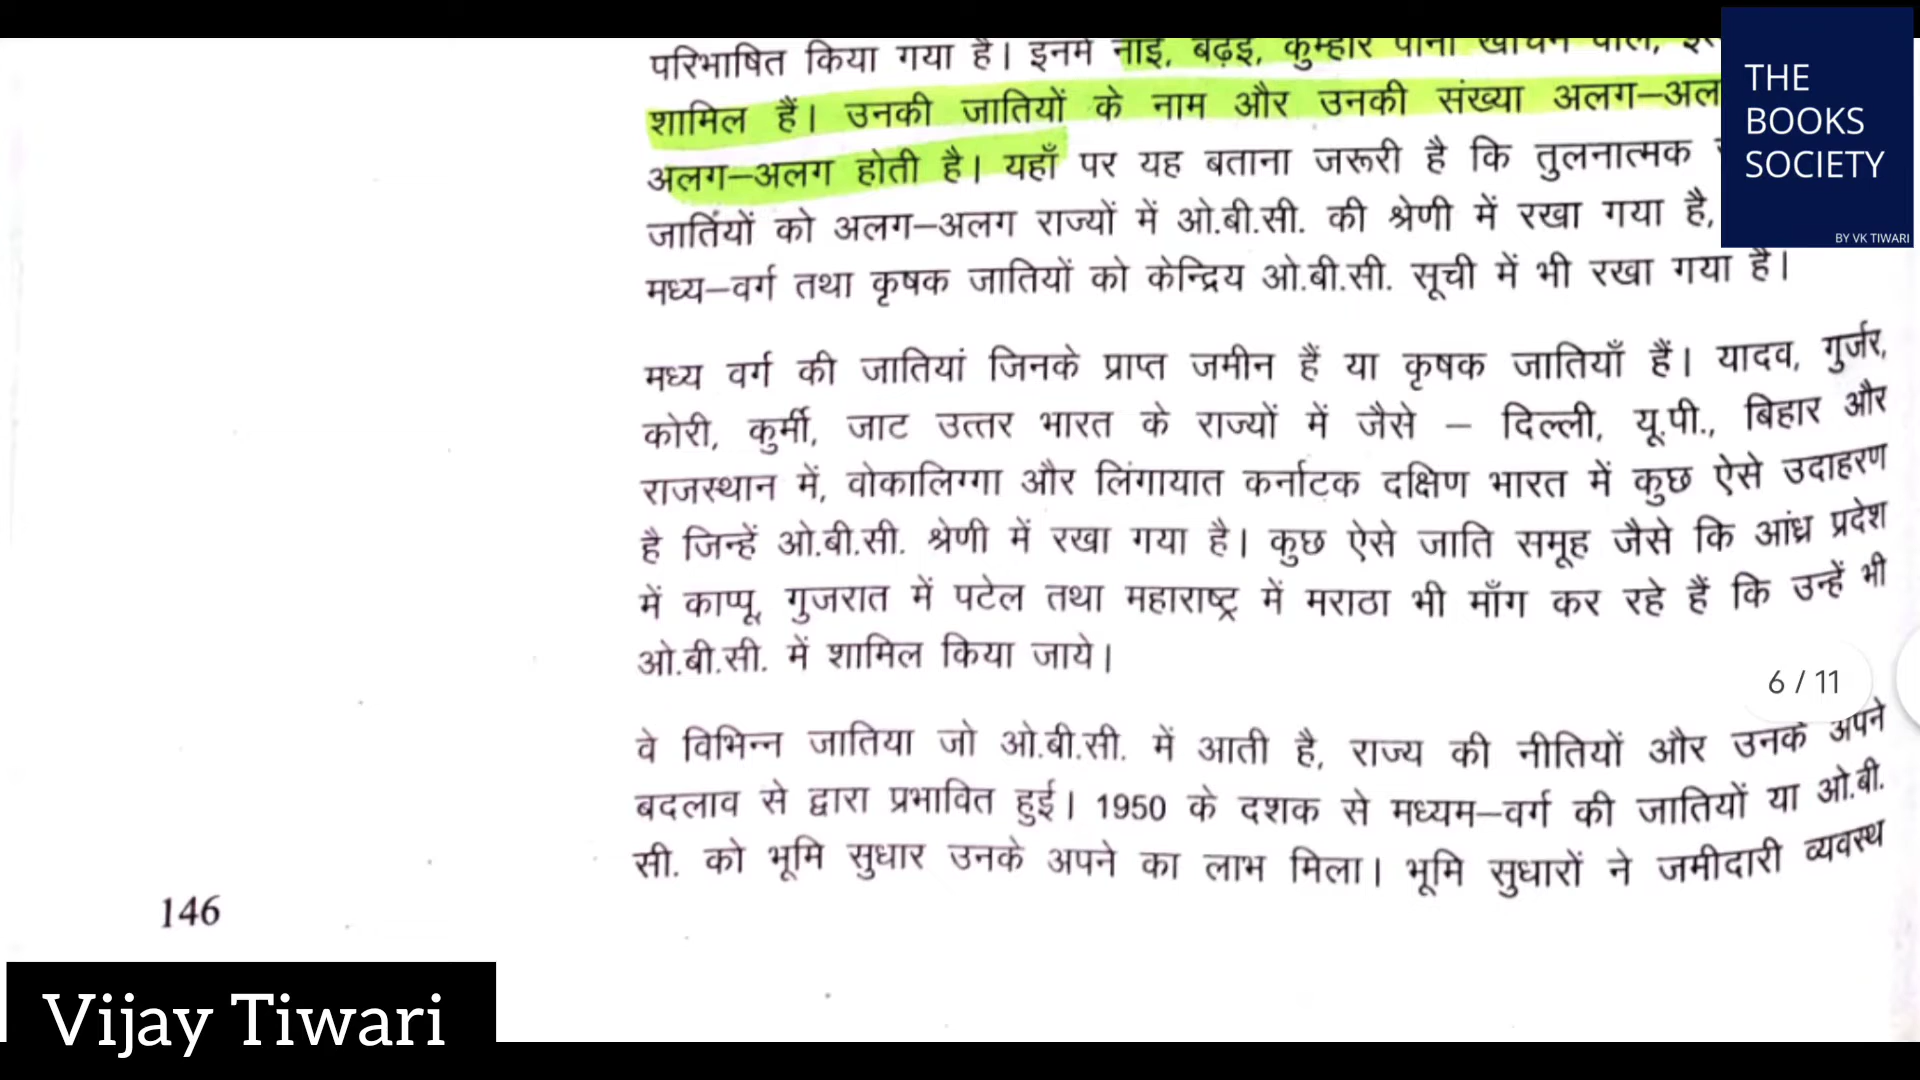 परिभाषित किया गया है। इनमें नाई, बढ़ई, कुम्हार पानी खींचने वाले,
शामिल हैं। उनकी जातियों के नाम और उनकी संख्या अलग–अल
अलग–अलग होती है। यहाँ पर यह बताना जरूरी है कि तुलनात्मक
जातिंयों को अलग–अलग राज्यों में ओ.बी.सी. की श्रेणी में रखा गया है,
मध्य–वर्ग तथा कृषक जातियों को केन्द्रिय ओ.बी.सी. सूची में भी रखा गया है।
मध्य वर्ग की जातियां जिनके प्राप्त जमीन हैं या कृषक जातियाँ हैं। यादव, गुर्जर,
कोरी, कुर्मी, जाट उत्तर भारत के राज्यों में जैसे – दिल्ली, यू.पी., बिहार और
राजस्थान में, वोकालिग्गा और लिंगायात कर्नाटक दक्षिण भारत में कुछ ऐसे उदाहरण
है जिन्हें ओ.बी.सी. श्रेणी में रखा गया है। कुछ ऐसे जाति समूह जैसे कि आंध्र प्रदेश
में काप्पू, गुजरात में पटेल तथा महाराष्ट्र में मराठा भी माँग कर रहे हैं कि उन्हें भी
ओ.बी.सी. में शामिल किया जाये।
वे विभिन्न जातिया जो ओ.बी.सी. में आती है, राज्य की नीतियों और उनके अपने
बदलाव से द्वारा प्रभावित हुई। 1950 के दशक से मध्यम–वर्ग की जातियों या ओ.बी.
सी. को भूमि सुधार उनके अपने का लाभ मिला। भूमि सुधारों ने जमीदारी व्यवस्थ
146
THE
BOOKS
SOCIETY
BY VK TIWARI
6 / 11
Vijay Tiwari